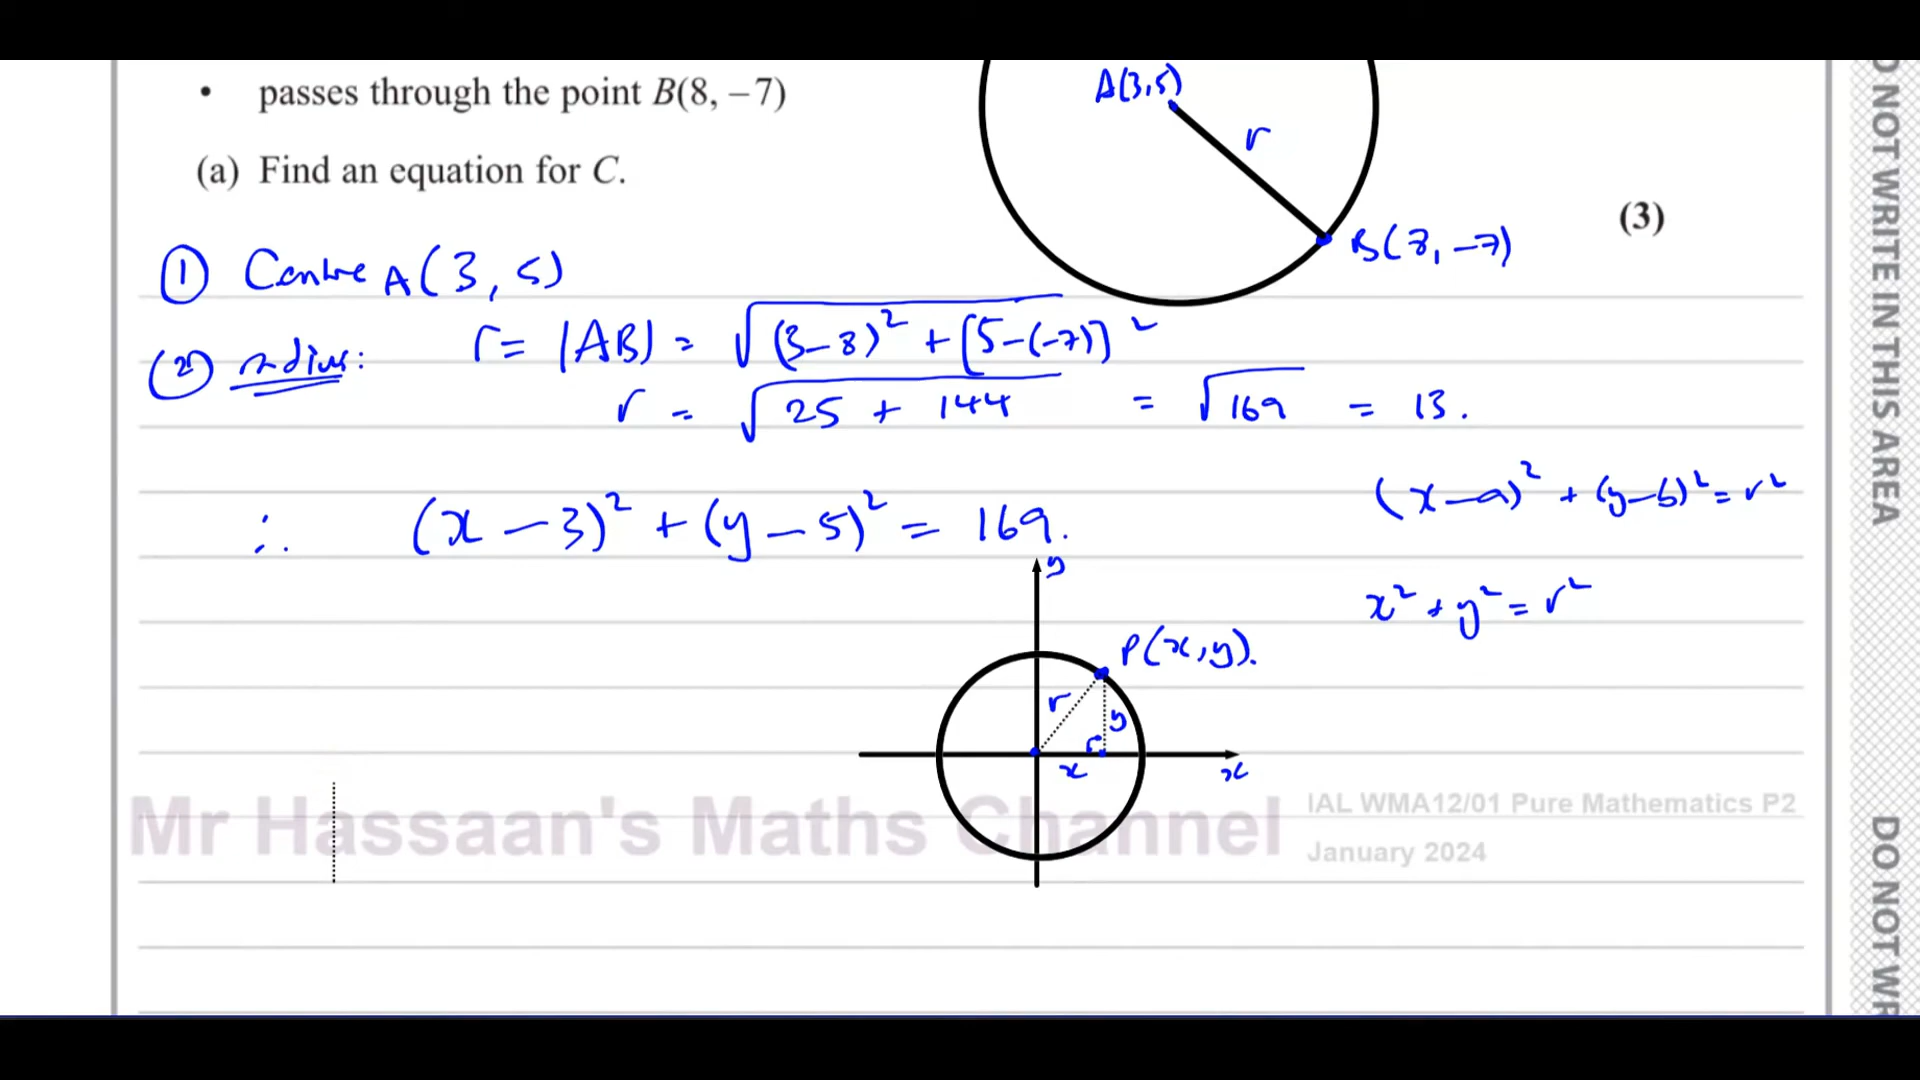 • passes through the point B(8, −7)
(a) Find an equation for C.
(3)
A(3,5)
r
B(8, −7)
① Centre A(3, 5)
② radius: r = |AB| = √(3−8)² + [5−(−7)]²
r = √25 + 144 = √169 = 13.
∴ (x − 3)² + (y − 5)² = 169.
(x−a)² + (y−b)² = r²
x² + y² = r²
y
P(x,y).
r
y
x
x
Mr Hassaan's Maths Channel
IAL WMA12/01 Pure Mathematics P2
January 2024
O NOT WRITE IN THIS AREA
DO NOT WR